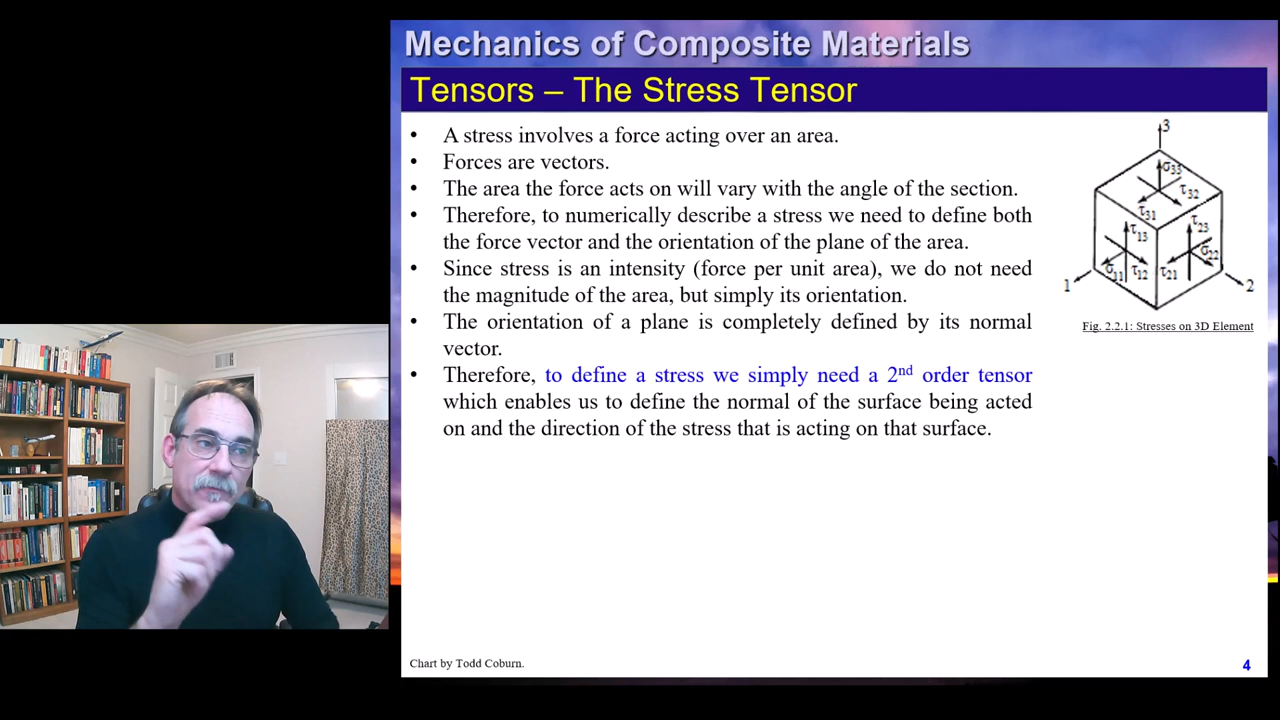 Mechanics of Composite Materials
Tensors – The Stress Tensor
• A stress involves a force acting over an area.
• Forces are vectors.
• The area the force acts on will vary with the angle of the section.
• Therefore, to numerically describe a stress we need to define both
the force vector and the orientation of the plane of the area.
• Since stress is an intensity (force per unit area), we do not need
the magnitude of the area, but simply its orientation.
• The orientation of a plane is completely defined by its normal
vector.
• Therefore, to define a stress we simply need a 2nd order tensor
which enables us to define the normal of the surface being acted
on and the direction of the stress that is acting on that surface.
3
σ33
τ32
τ31
τ13
τ23
σ11
τ12
τ21
σ22
1
2
Fig. 2.2.1: Stresses on 3D Element
Chart by Todd Coburn.
4